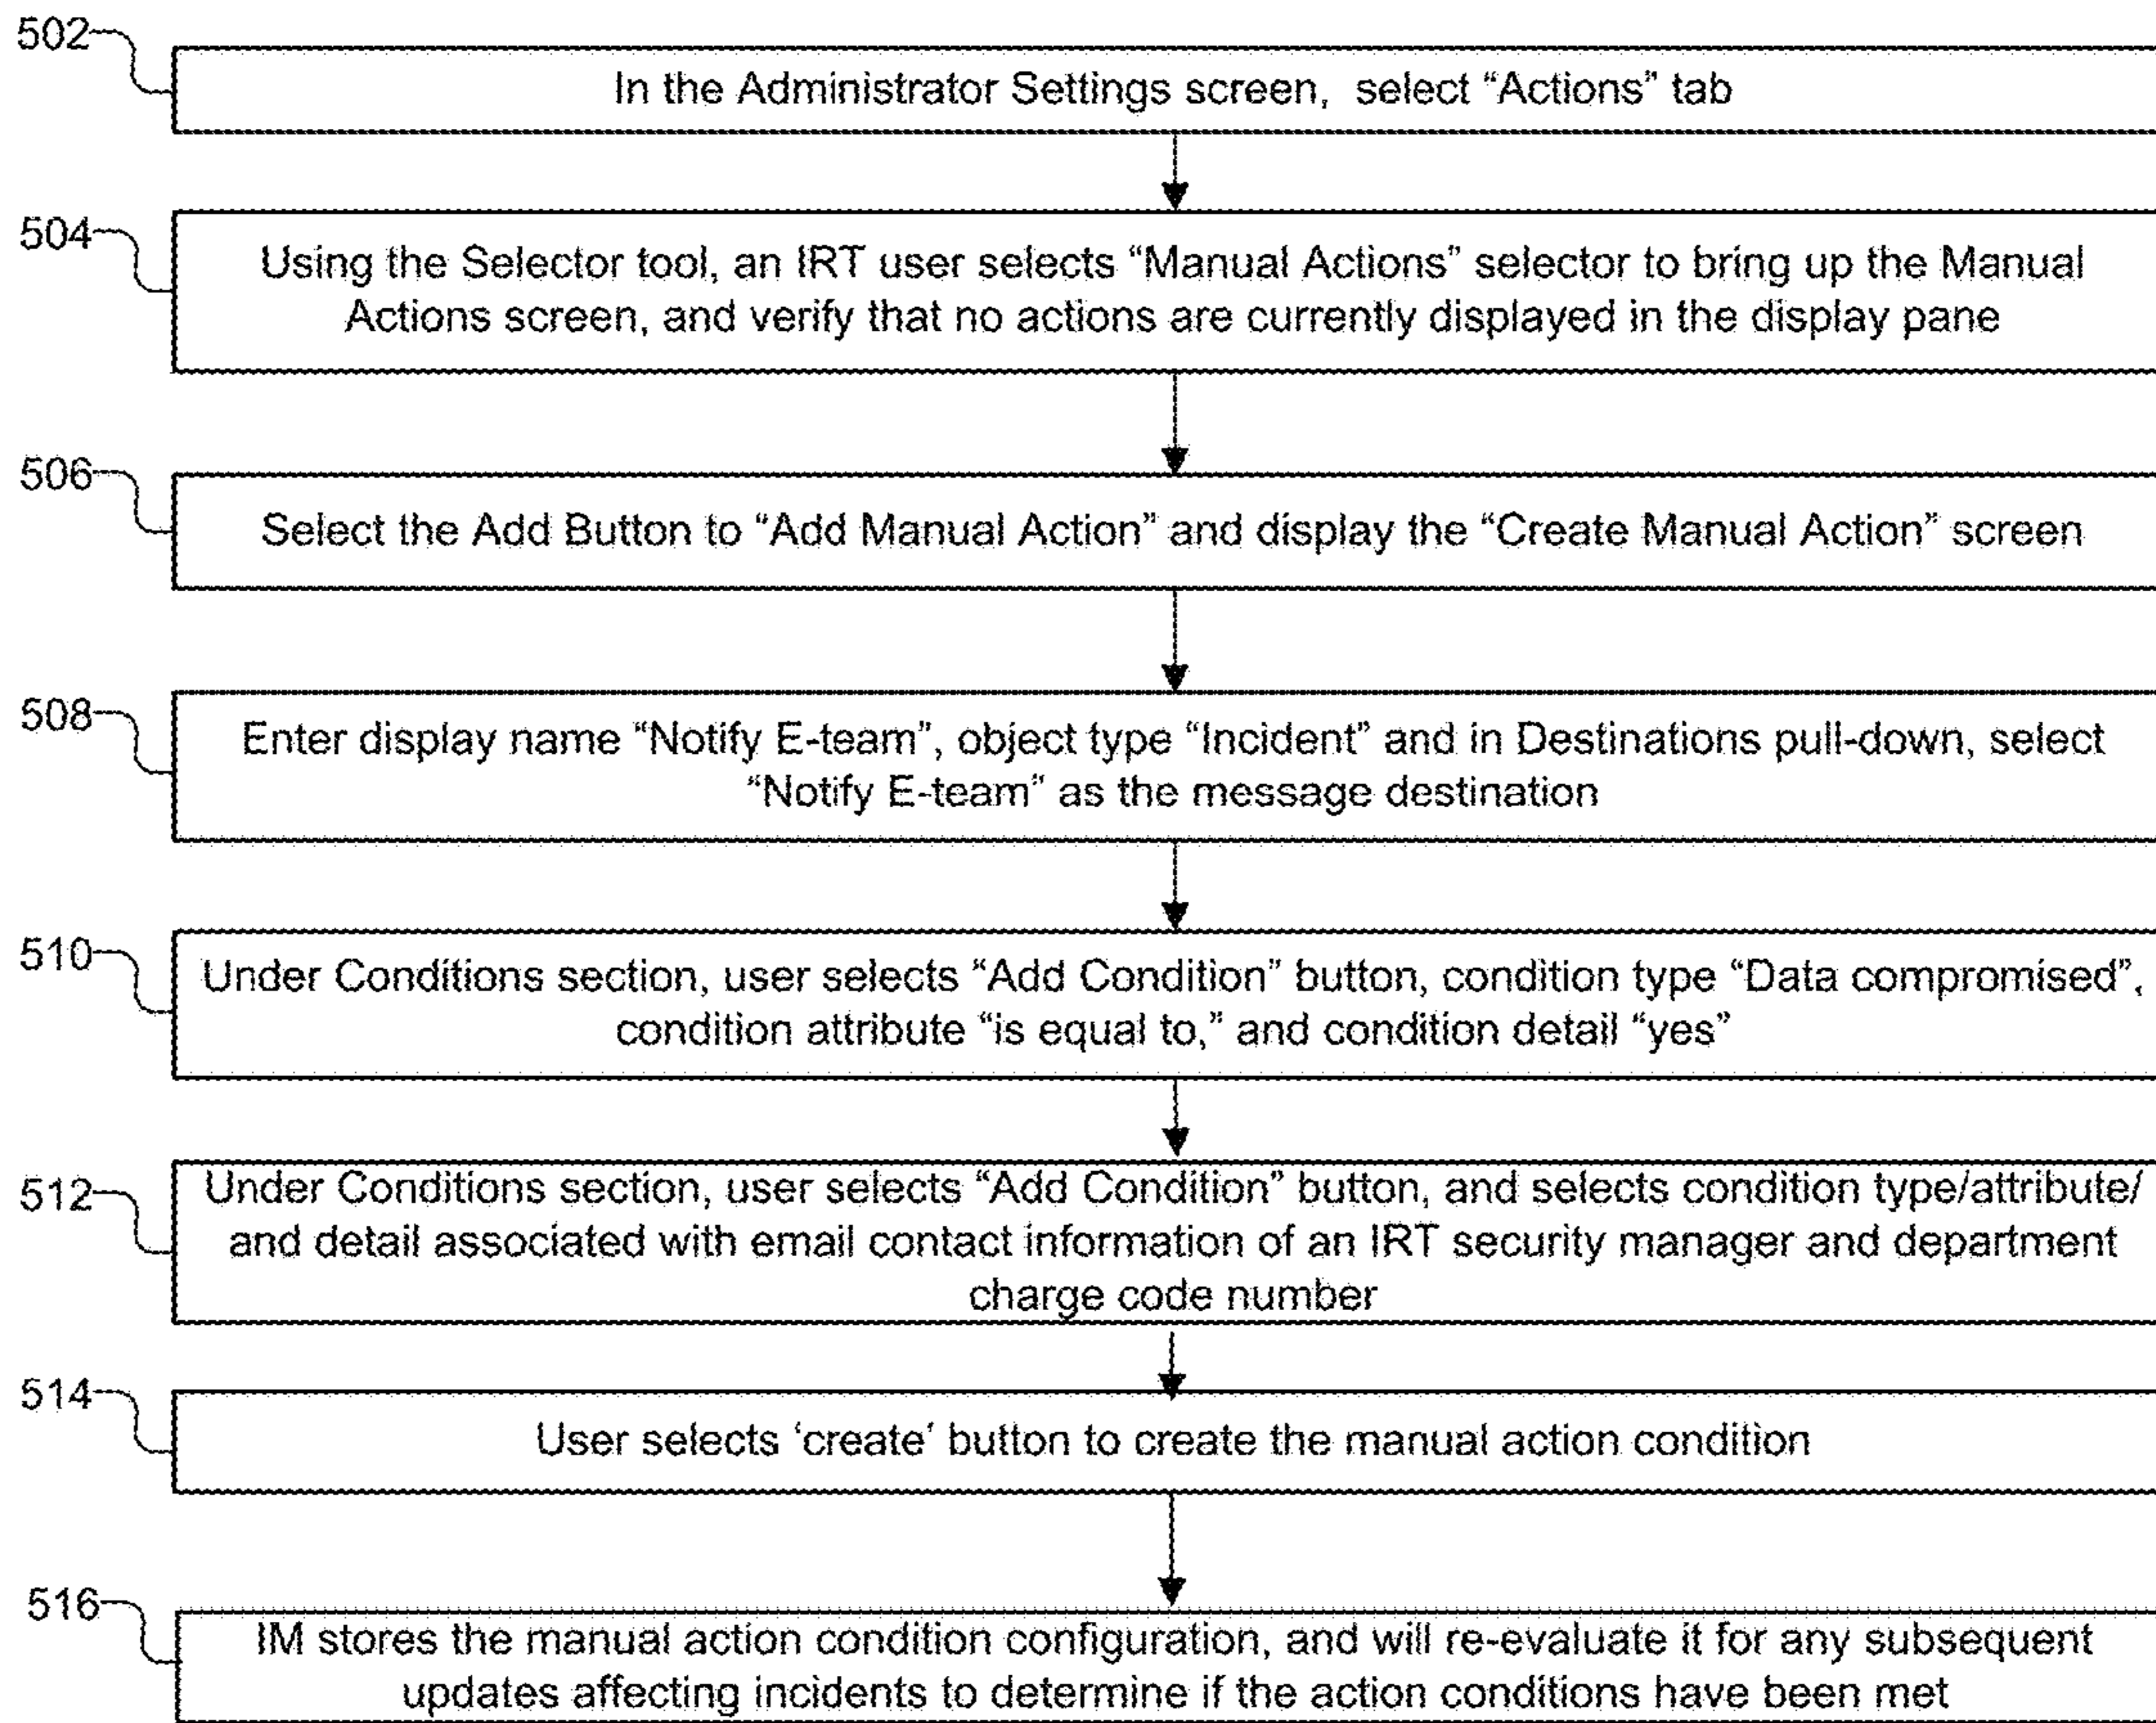 502
In the Administrator Settings screen, select “Actions” tab
504
Using the Selector tool, an IRT user selects “Manual Actions” selector to bring up the Manual
Actions screen, and verify that no actions are currently displayed in the display pane
506
Select the Add Button to “Add Manual Action” and display the “Create Manual Action” screen
508
Enter display name “Notify E-team”, object type “Incident” and in Destinations pull-down, select
“Notify E-team” as the message destination
510
Under Conditions section, user selects “Add Condition” button, condition type “Data compromised”,
condition attribute “is equal to,” and condition detail “yes”
512
Under Conditions section, user selects “Add Condition” button, and selects condition type/attribute/
and detail associated with email contact information of an IRT security manager and department
charge code number
514
User selects ‘create’ button to create the manual action condition
516
IM stores the manual action condition configuration, and will re-evaluate it for any subsequent
updates affecting incidents to determine if the action conditions have been met